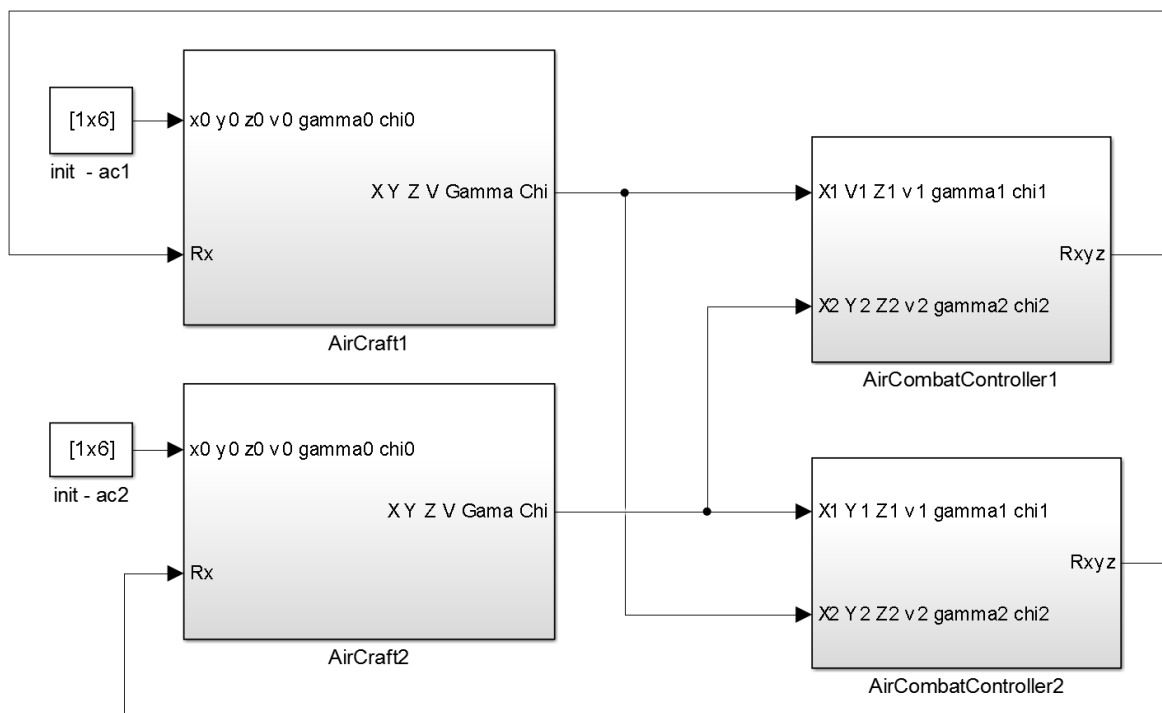 [1x6]
init - ac1
x0 y0 z0 v0 gamma0 chi0
X Y Z V Gamma Chi
Rx
AirCraft1
X1 V1 Z1 v1 gamma1 chi1
Rxyz
X2 Y2 Z2 v2 gamma2 chi2
AirCombatController1
[1x6]
init - ac2
x0 y0 z0 v0 gamma0 chi0
X Y Z V Gama Chi
Rx
AirCraft2
X1 Y1 Z1 v1 gamma1 chi1
Rxyz
X2 Y2 Z2 v2 gamma2 chi2
AirCombatController2